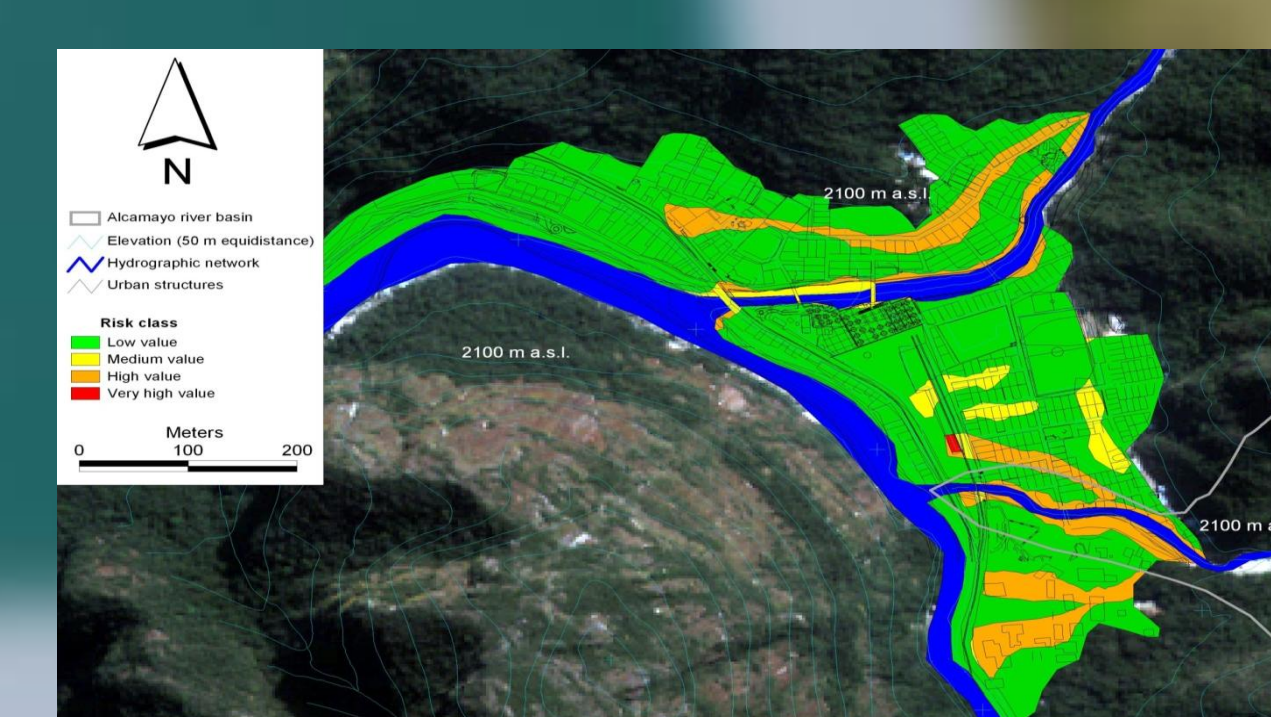 N
Alcamayo river basin
Elevation (50 m equidistance)
Hydrographic network
Urban structures
Risk class
Low value
Medium value
High value
Very high value
Meters
0 100 200
2100 m a.s.l.
2100 m a.s.l.
2100 m a